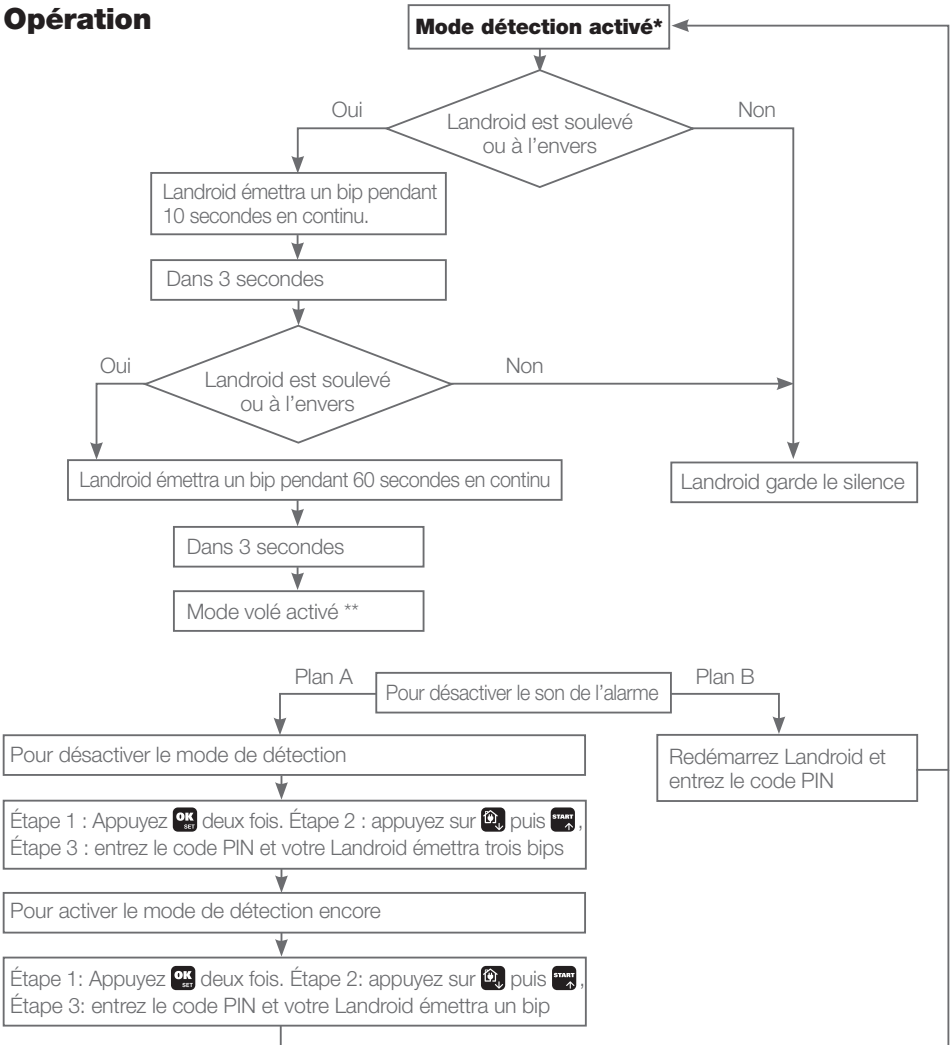 Opération
Mode détection activé*
Oui
Non
Landroid est soulevé
ou à l'envers
Landroid émettra un bip pendant
10 secondes en continu.
Dans 3 secondes
Oui
Non
Landroid est soulevé
ou à l'envers
Landroid émettra un bip pendant 60 secondes en continu
Landroid garde le silence
Dans 3 secondes
Mode volé activé **
Plan A
Pour désactiver le son de l'alarme
Plan B
Pour désactiver le mode de détection
Redémarrez Landroid et
entrez le code PIN
Étape 1 : Appuyez OK SET deux fois. Étape 2 : appuyez sur puis START ,
Étape 3 : entrez le code PIN et votre Landroid émettra trois bips
Pour activer le mode de détection encore
Étape 1: Appuyez OK SET deux fois. Étape 2: appuyez sur puis START ,
Étape 3: entrez le code PIN et votre Landroid émettra un bip